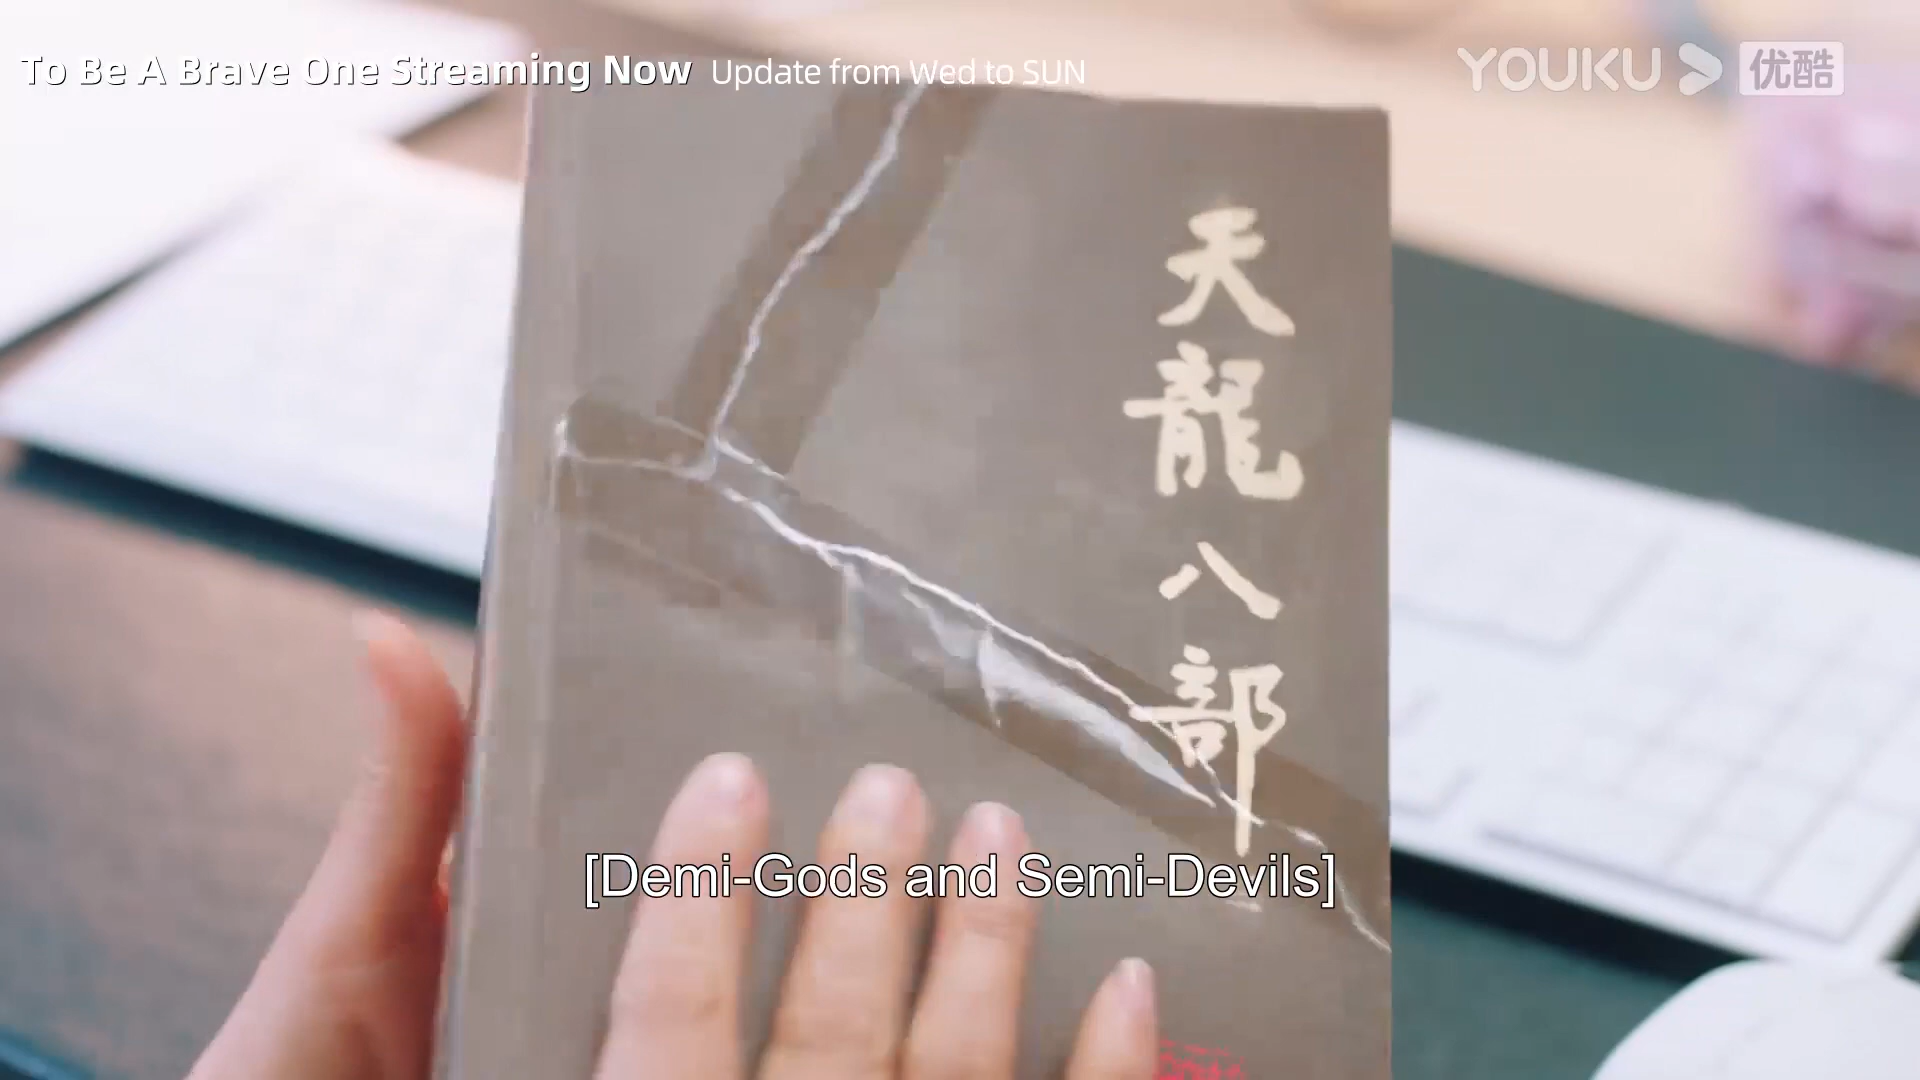 To Be A Brave One Streaming Now Update from Wed to SUN
YOUKU 优酷
天龍八部
[Demi-Gods and Semi-Devils]